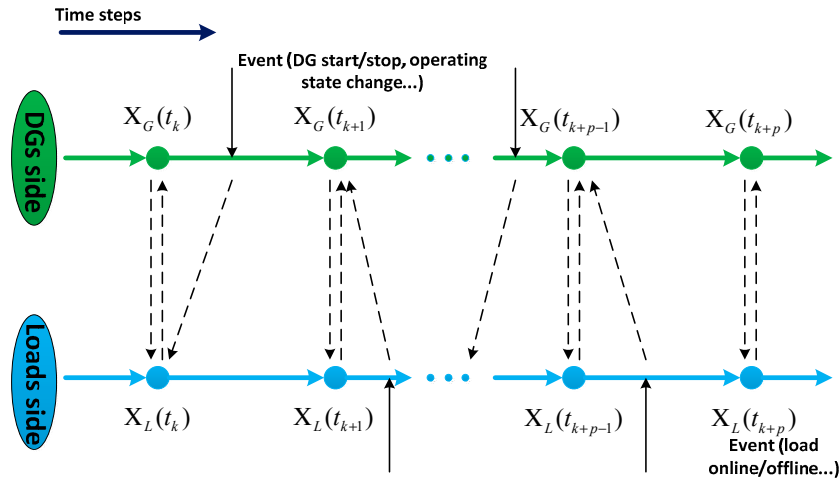 Time steps
Event (DG start/stop, operating
state change...)
DGs side
X_G(t_k)
X_G(t_{k+1})
X_G(t_{k+p-1})
X_G(t_{k+p})
Loads side
X_L(t_k)
X_L(t_{k+1})
X_L(t_{k+p-1})
X_L(t_{k+p})
Event (load
online/offline...)